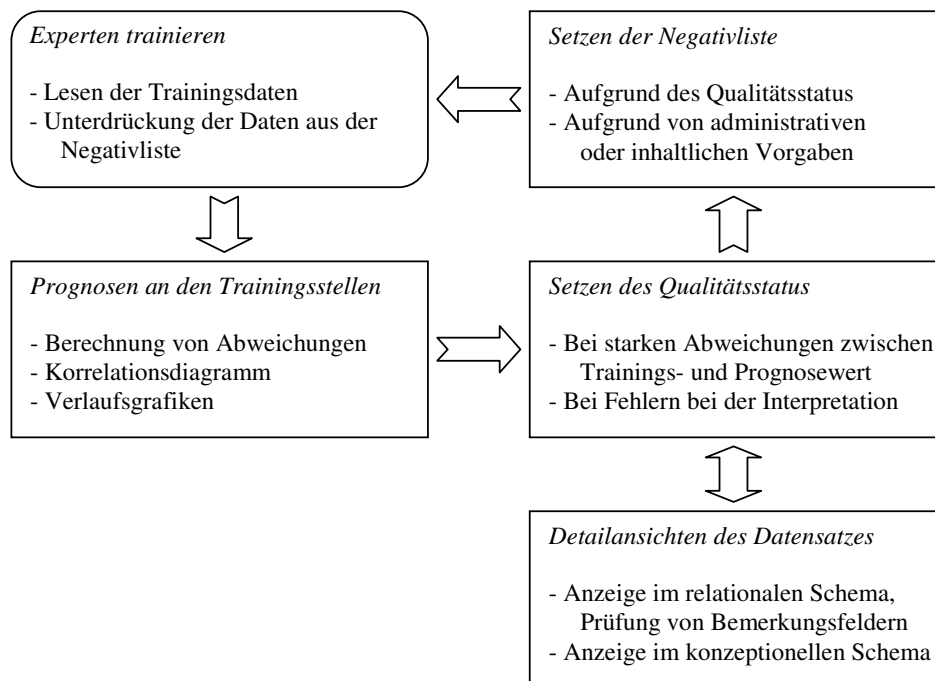 Experten trainieren
- Lesen der Trainingsdaten
- Unterdrückung der Daten aus der
Negativliste
Setzen der Negativliste
- Aufgrund des Qualitätsstatus
- Aufgrund von administrativen
oder inhaltlichen Vorgaben
Prognosen an den Trainingsstellen
- Berechnung von Abweichungen
- Korrelationsdiagramm
- Verlaufsgrafiken
Setzen des Qualitätsstatus
- Bei starken Abweichungen zwischen
Trainings- und Prognosewert
- Bei Fehlern bei der Interpretation
Detailansichten des Datensatzes
- Anzeige im relationalen Schema,
Prüfung von Bemerkungsfeldern
- Anzeige im konzeptionellen Schema